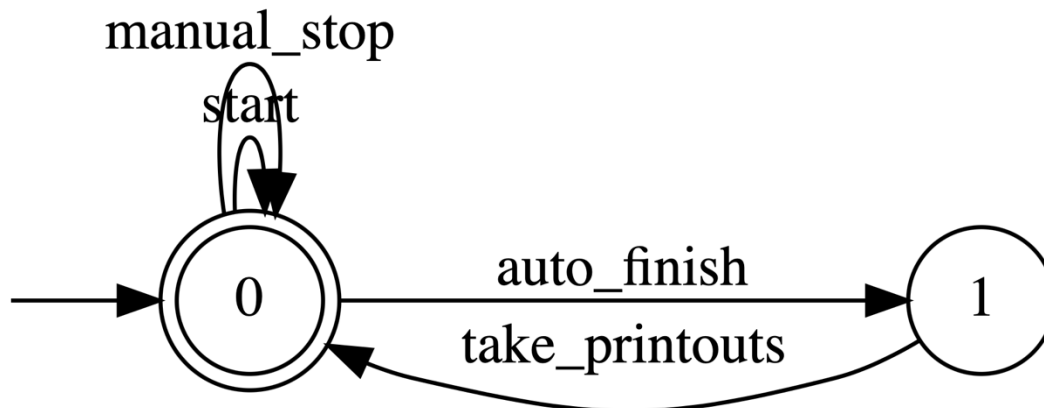 manual_stop
start
auto_finish
0
1
take_printouts